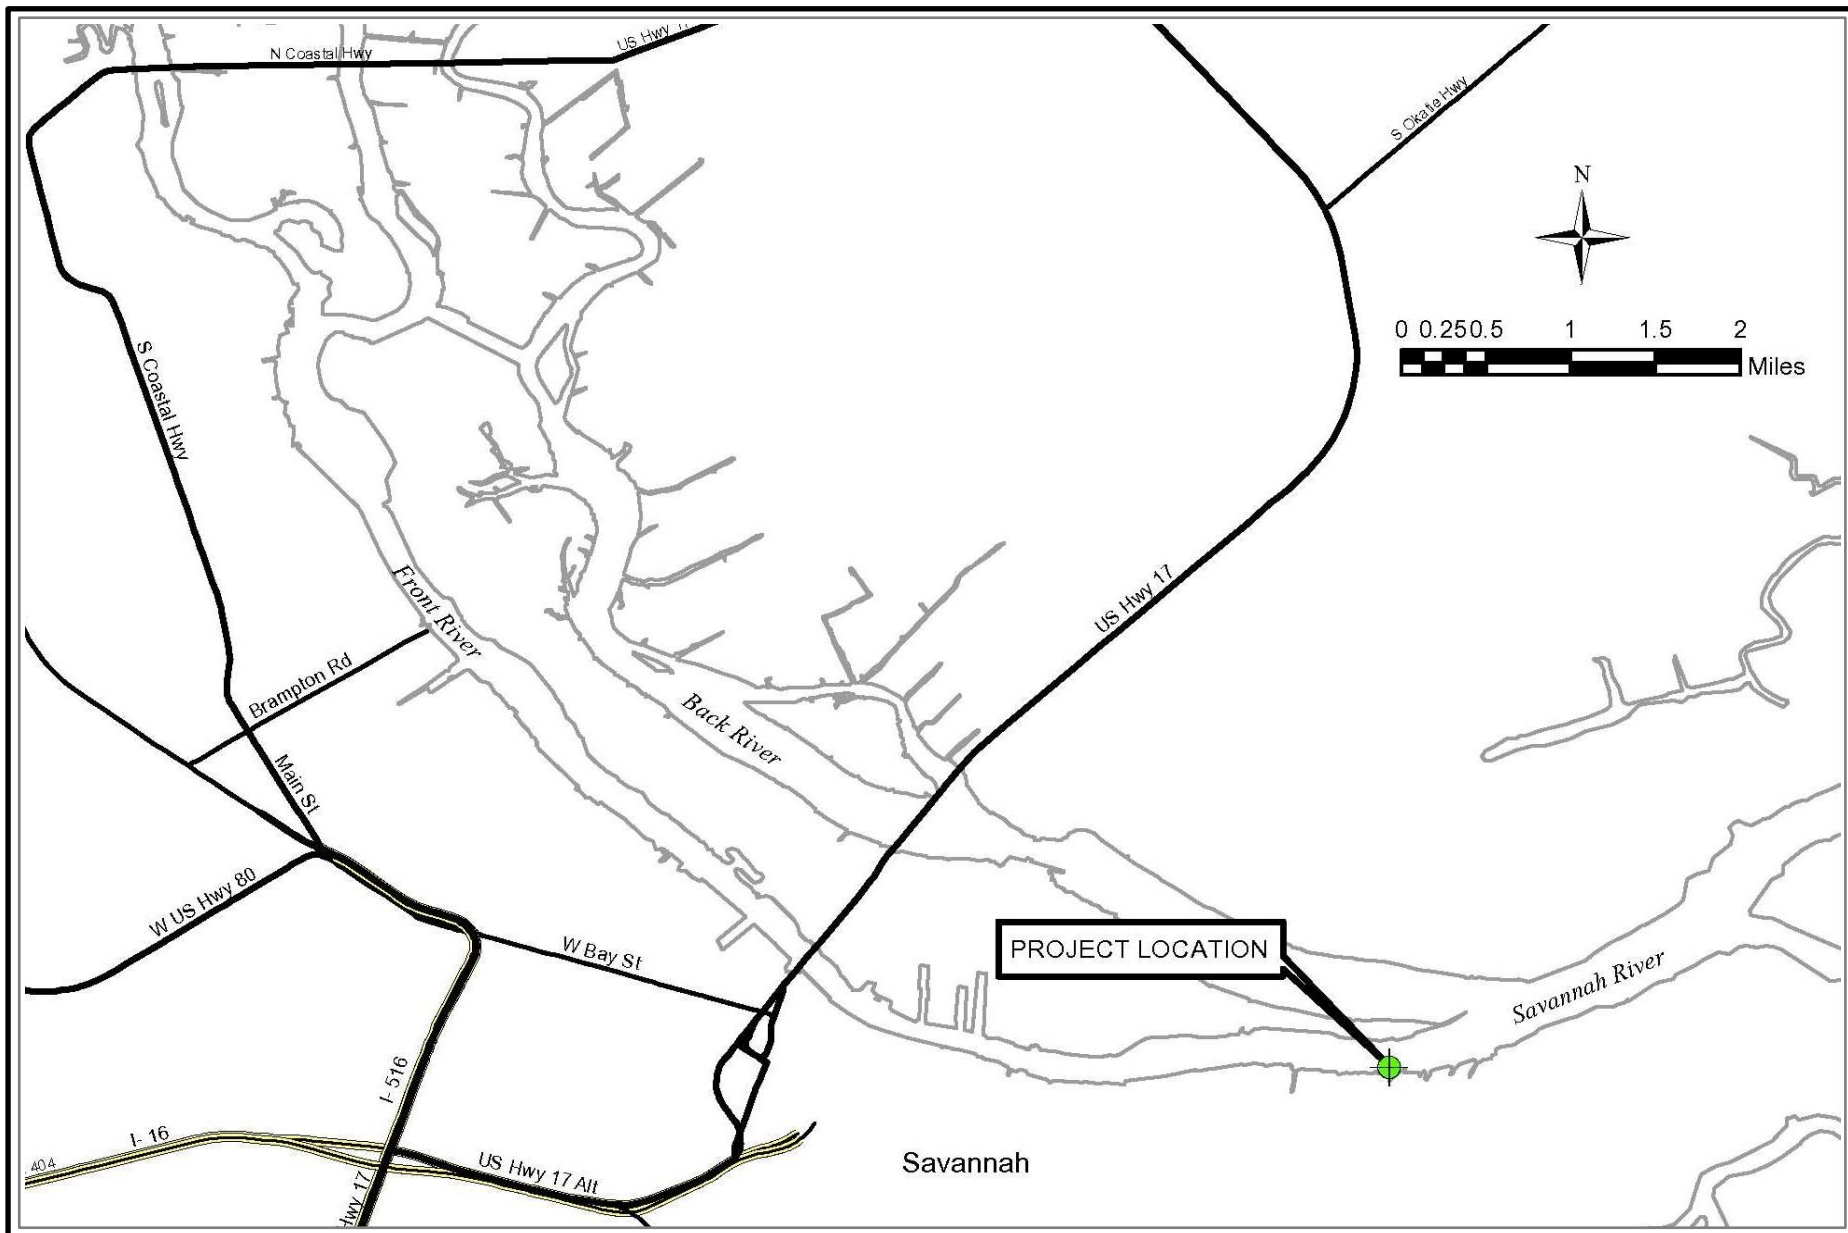 N Coastal Hwy
US Hwy
S Okatie Hwy
N
0 0.25 0.5 1 1.5 2
Miles
S Coastal Hwy
US Hwy 17
Front River
Brampton Rd
Back River
Main St
W US Hwy 80
W Bay St
PROJECT LOCATION
Savannah River
I- 516
I- 16
404
US Hwy 17 Alt
Hwy 17
Savannah